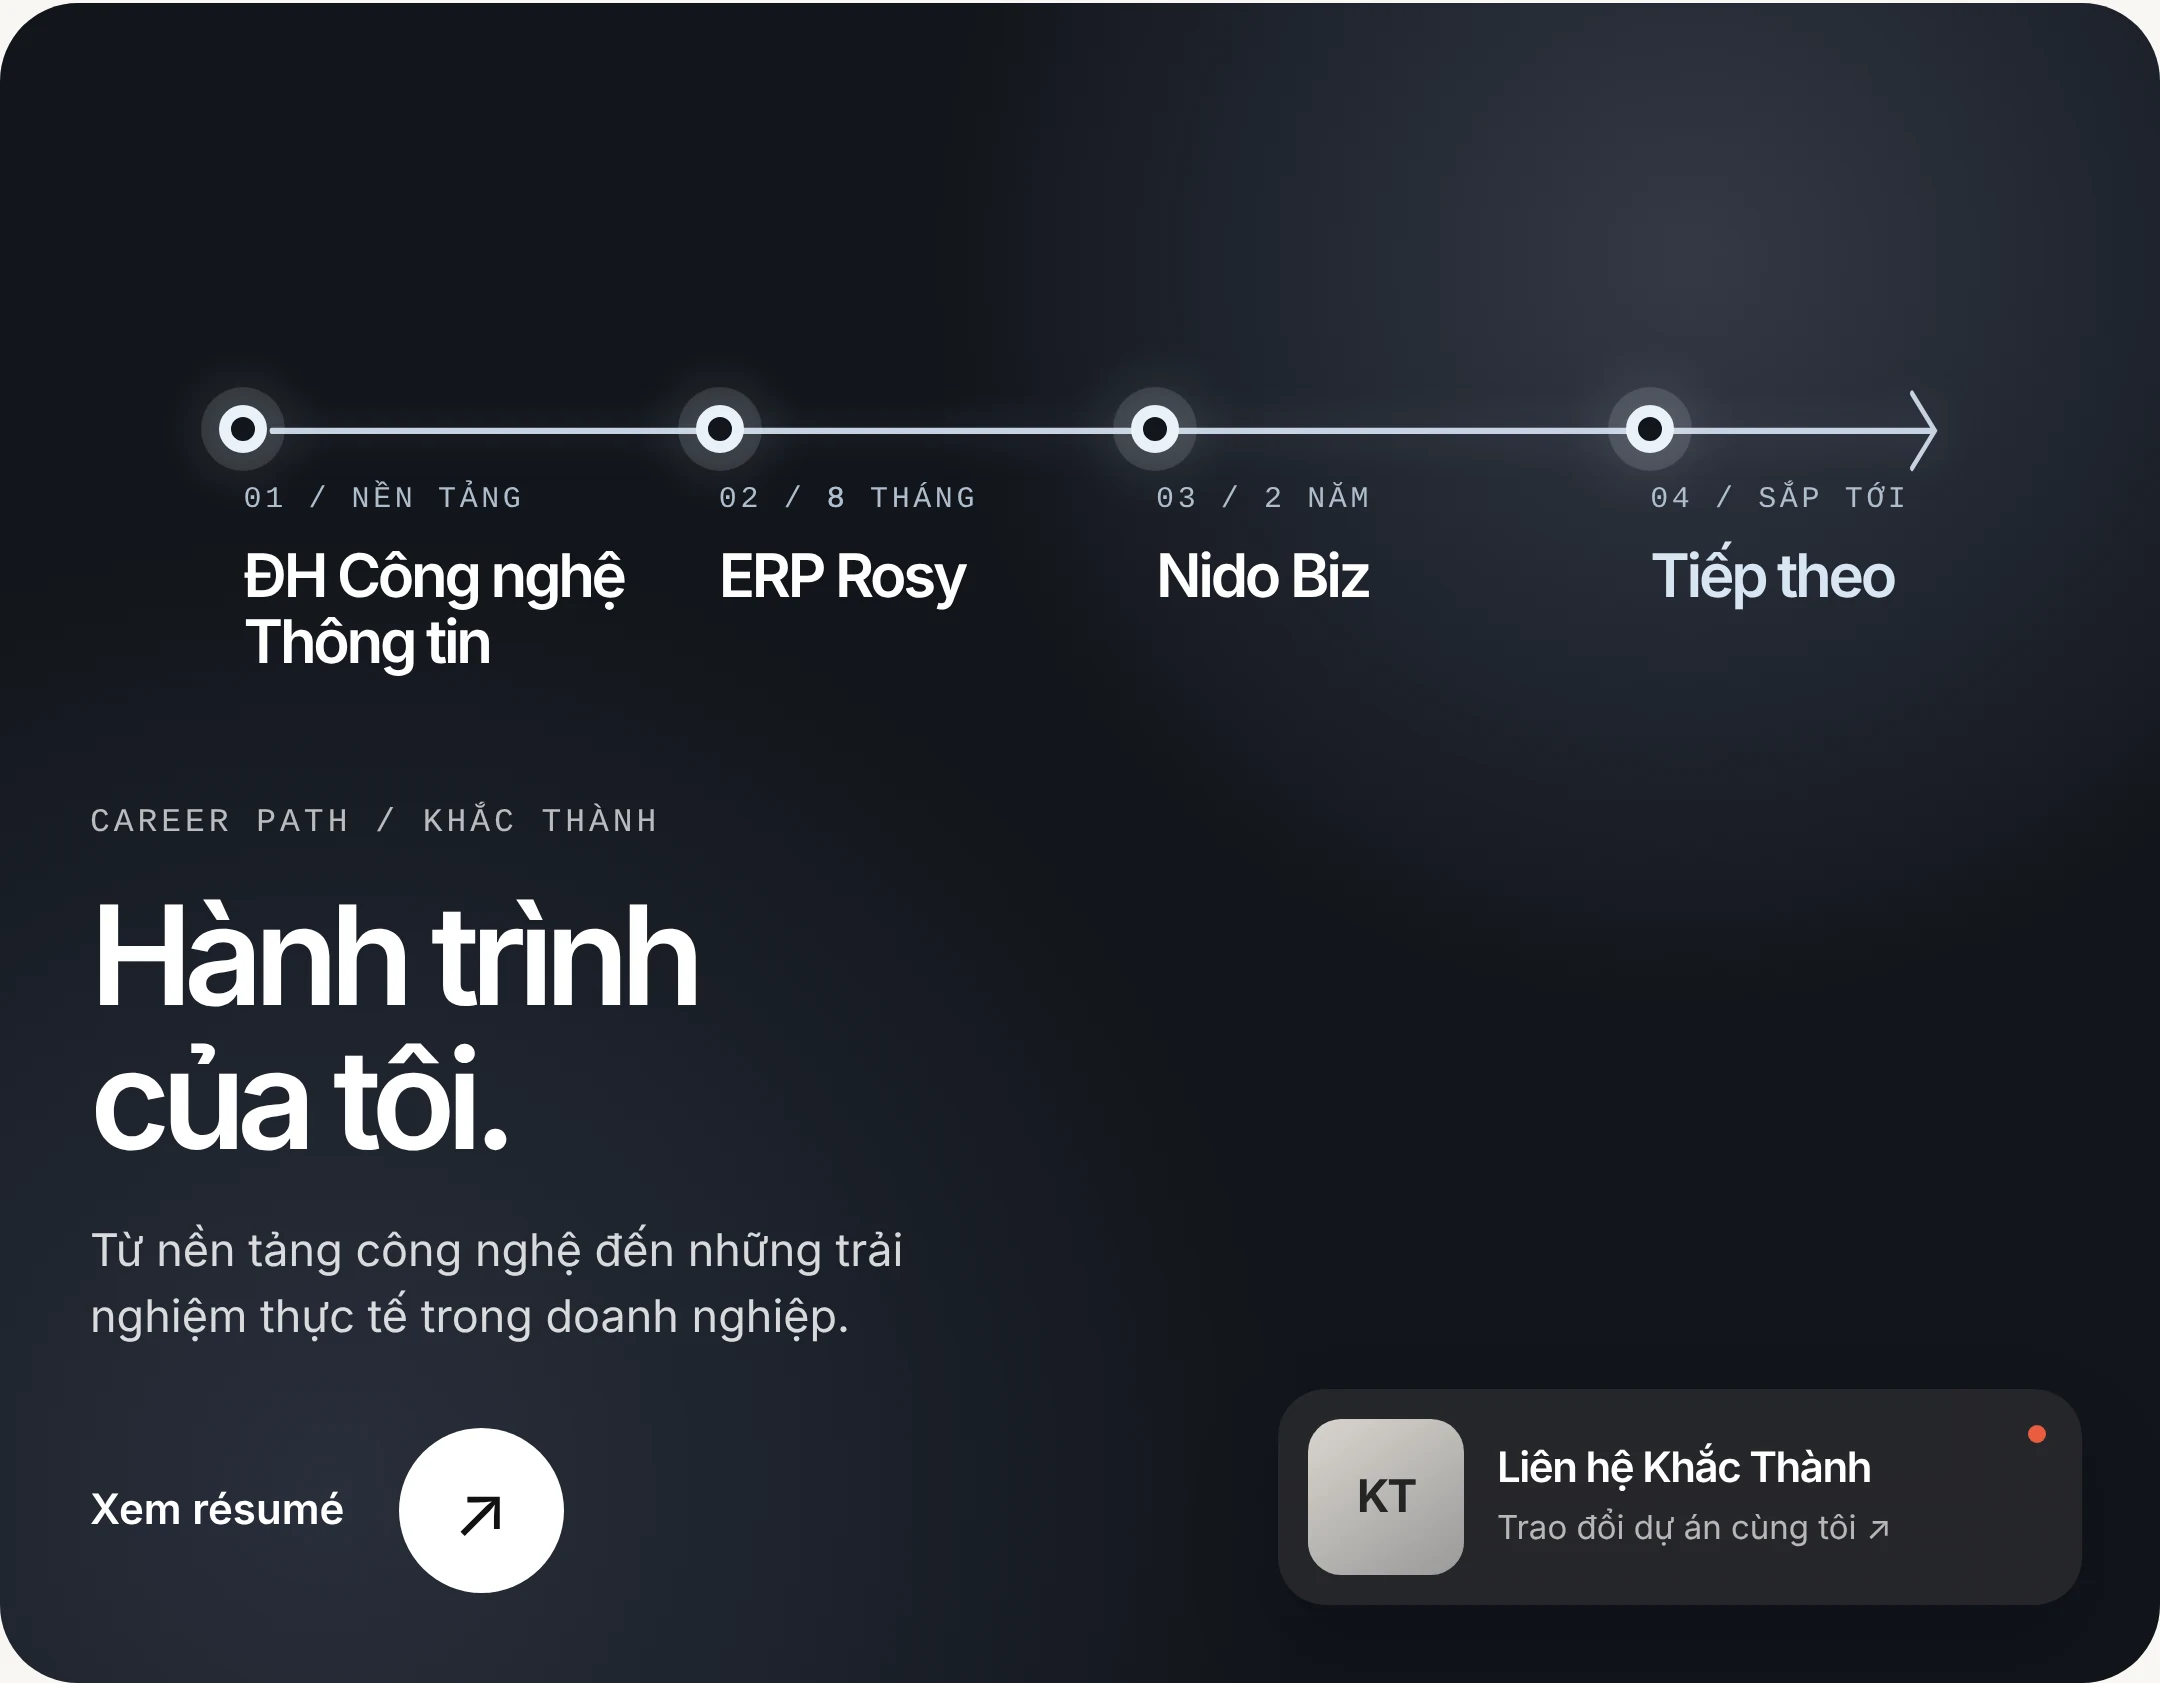 01 / NỀN TẢNG
ĐH Công nghệ
Thông tin
02 / 8 THÁNG
ERP Rosy
03 / 2 NĂM
Nido Biz
04 / SẮP TỚI
Tiếp theo
CAREER PATH / KHẮC THÀNH
Hành trình
của tôi.
Từ nền tảng công nghệ đến những trải
nghiệm thực tế trong doanh nghiệp.
Xem résumé ↗
KT
Liên hệ Khắc Thành
Trao đổi dự án cùng tôi ↗